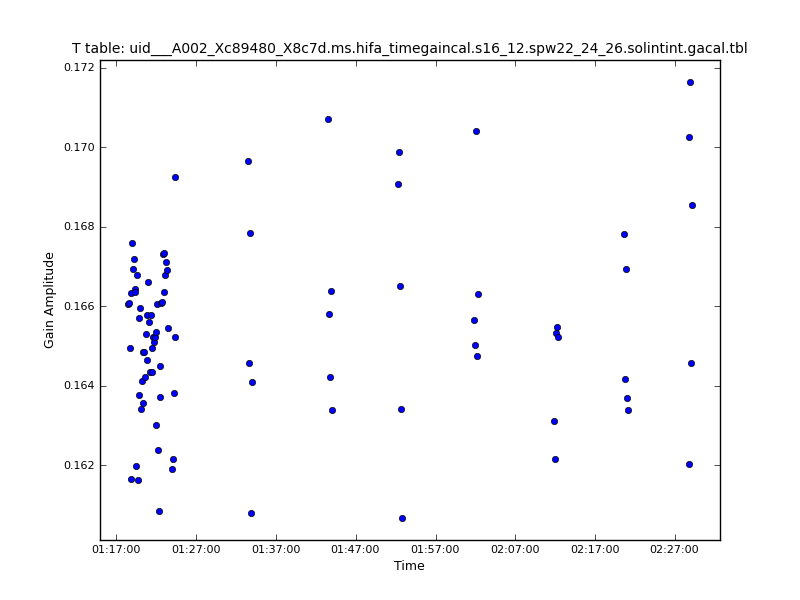 T table: uid___A002_Xc89480_X8c7d.ms.hifa_timegaincal.s16_12.spw22_24_26.solintint.gacal.tbl
0.172
0.170
0.168
0.166
0.164
0.162
Gain Amplitude
01:17:00 01:27:00 01:37:00 01:47:00 01:57:00 02:07:00 02:17:00 02:27:00
Time